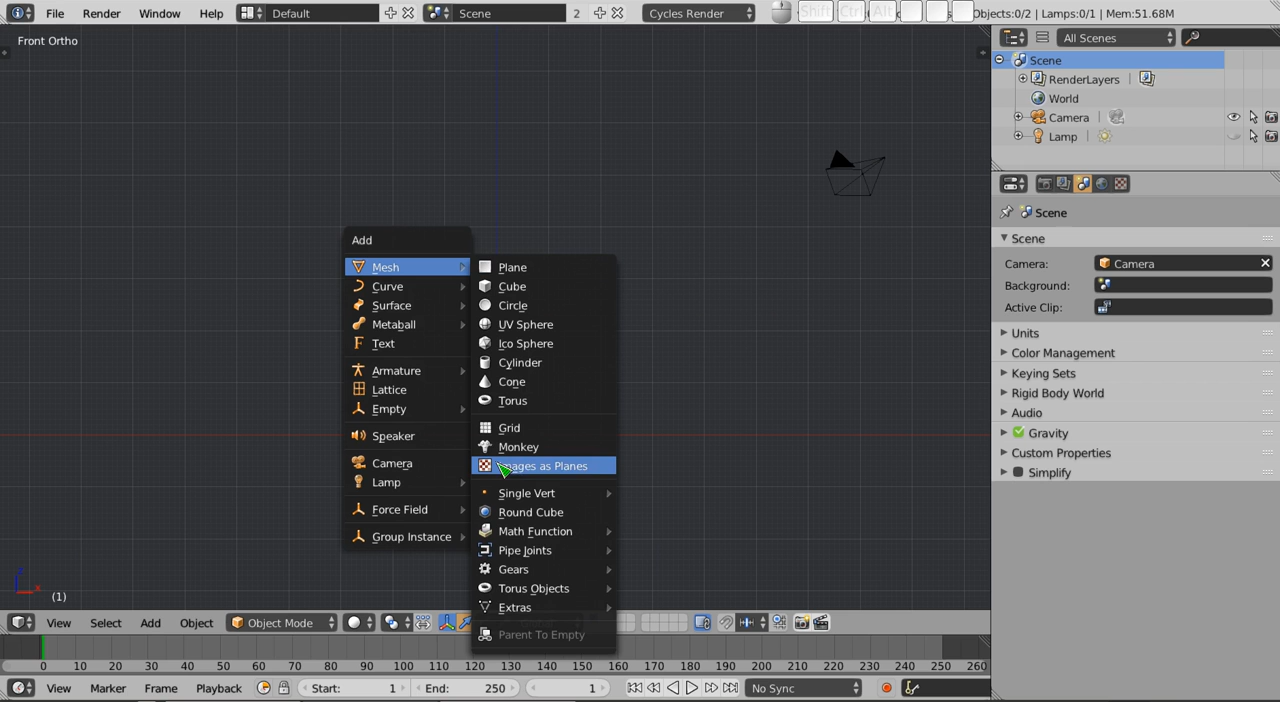 File Render Window Help Default Scene 2 Cycles Render Shift Ctrl Alt Objects:0/2 | Lamps:0/1 | Mem:51.68M
Front Ortho
All Scenes
Scene
RenderLayers
World
Camera
Lamp
Scene
Scene
Camera: Camera
Background:
Active Clip:
Units
Color Management
Keying Sets
Rigid Body World
Audio
Gravity
Custom Properties
Simplify
Add
Mesh
Curve
Surface
Metaball
Text
Armature
Lattice
Empty
Speaker
Camera
Lamp
Force Field
Group Instance
Plane
Cube
Circle
UV Sphere
Ico Sphere
Cylinder
Cone
Torus
Grid
Monkey
Images as Planes
Single Vert
Round Cube
Math Function
Pipe Joints
Gears
Torus Objects
Extras
Parent To Empty
z
x
(1)
View Select Add Object Object Mode
0 10 20 30 40 50 60 70 80 90 100 110 120 130 140 150 160 170 180 190 200 210 220 230 240 250 260
View Marker Frame Playback Start: 1 End: 250 1 No Sync